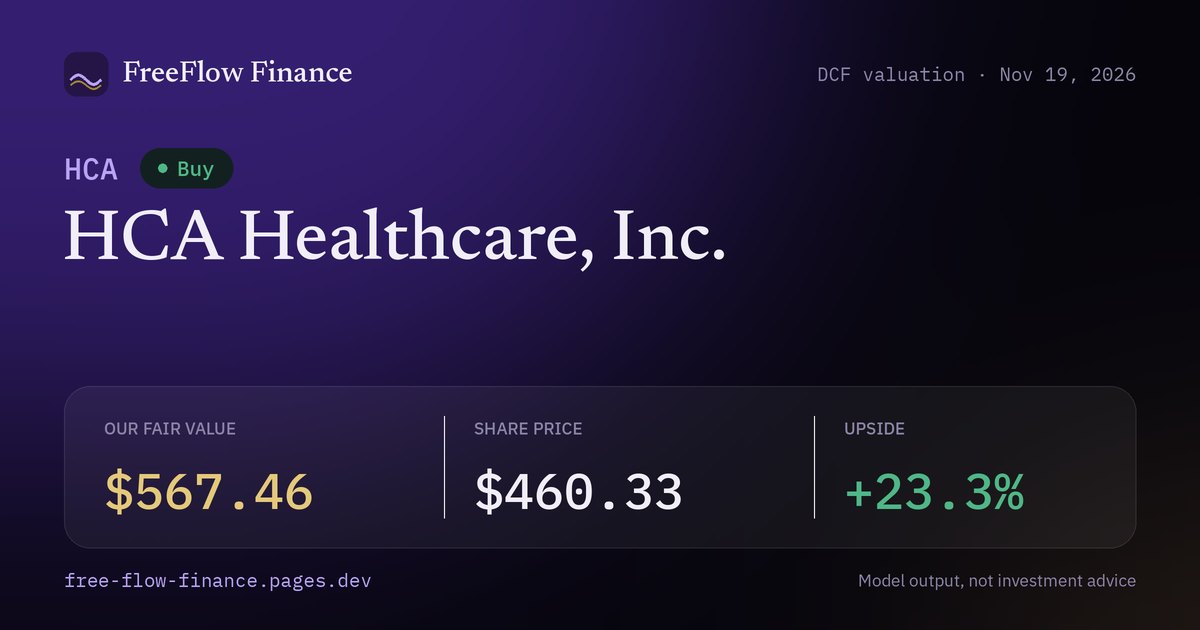 FreeFlow Finance
DCF valuation · Nov 19, 2026
HCA
Buy
HCA Healthcare, Inc.
OUR FAIR VALUE
$567.46
SHARE PRICE
$460.33
UPSIDE
+23.3%
free-flow-finance.pages.dev
Model output, not investment advice